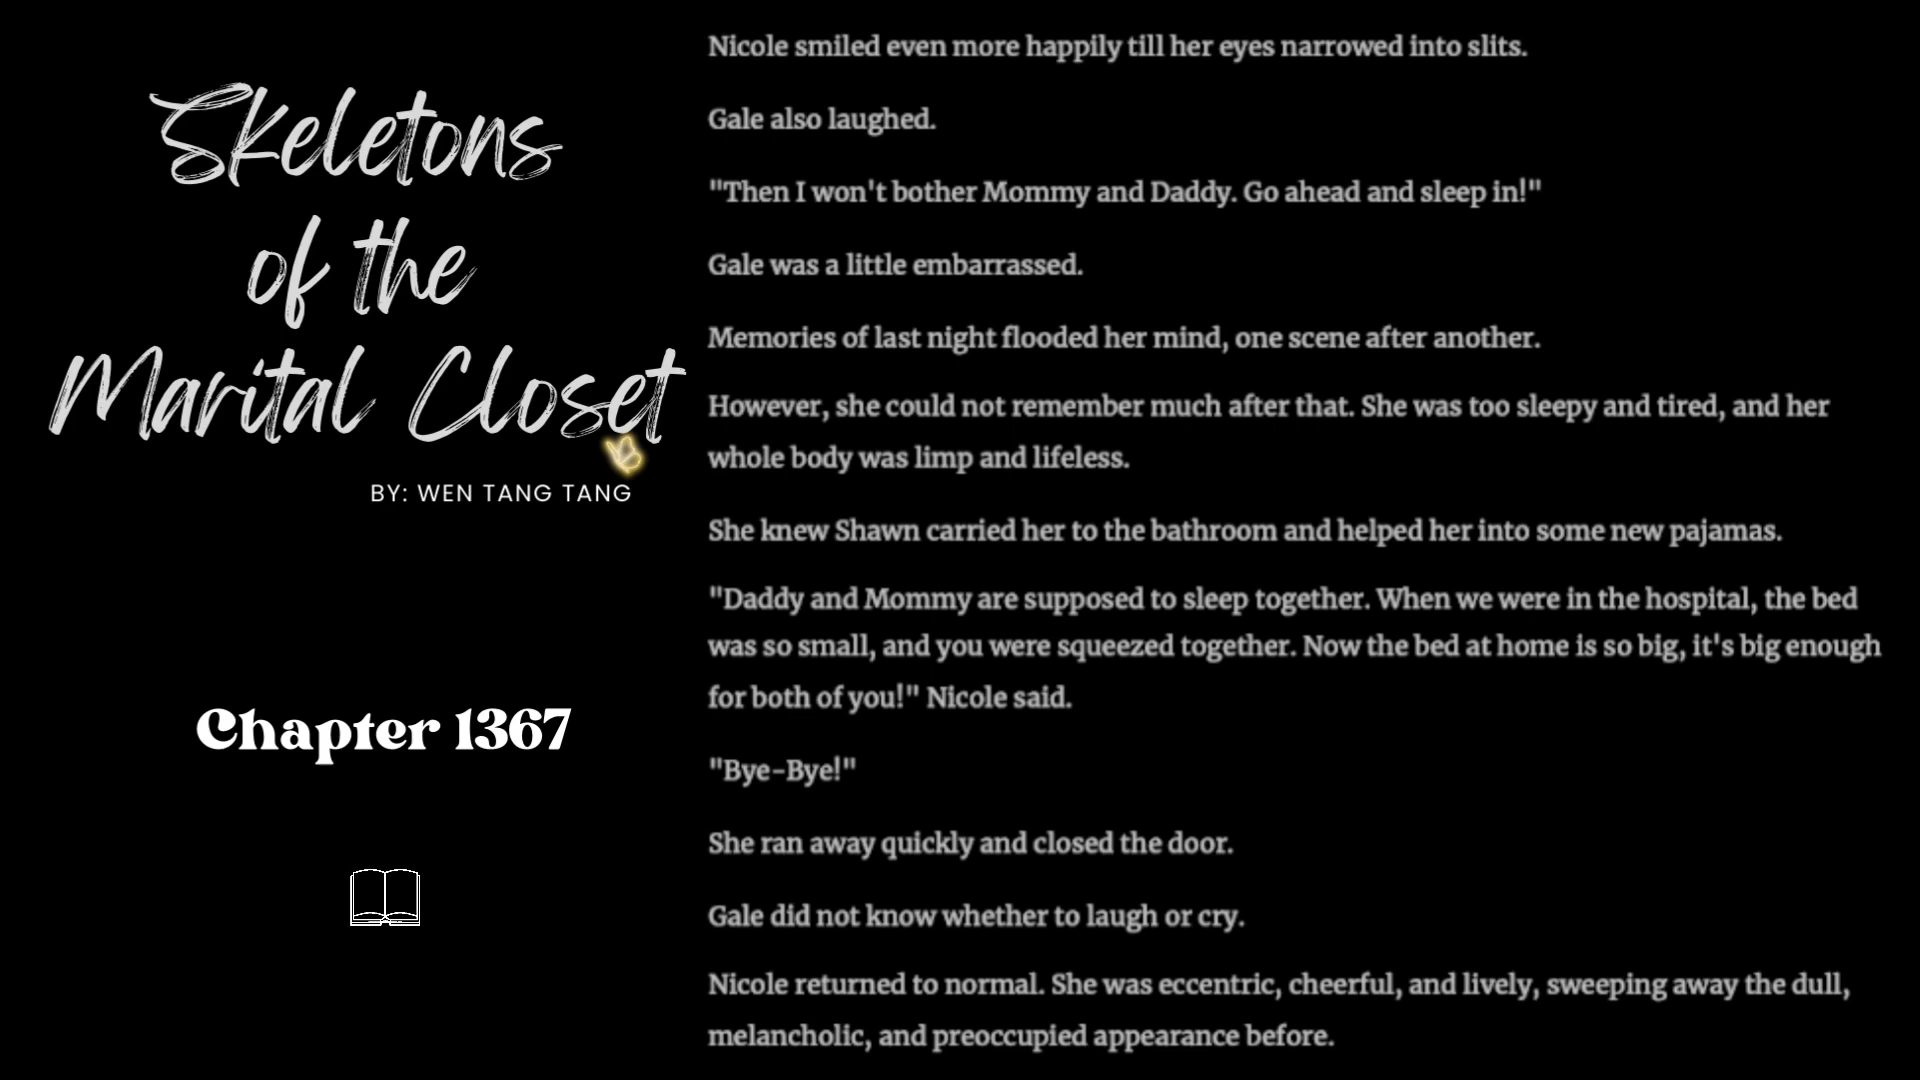 Skeletons
of the
Marital Closet
BY: WEN TANG TANG
Chapter 1367
Nicole smiled even more happily till her eyes narrowed into slits.
Gale also laughed.
"Then I won't bother Mommy and Daddy. Go ahead and sleep in!"
Gale was a little embarrassed.
Memories of last night flooded her mind, one scene after another.
However, she could not remember much after that. She was too sleepy and tired, and her
whole body was limp and lifeless.
She knew Shawn carried her to the bathroom and helped her into some new pajamas.
"Daddy and Mommy are supposed to sleep together. When we were in the hospital, the bed
was so small, and you were squeezed together. Now the bed at home is so big, it's big enough
for both of you!" Nicole said.
"Bye-Bye!"
She ran away quickly and closed the door.
Gale did not know whether to laugh or cry.
Nicole returned to normal. She was eccentric, cheerful, and lively, sweeping away the dull,
melancholic, and preoccupied appearance before.